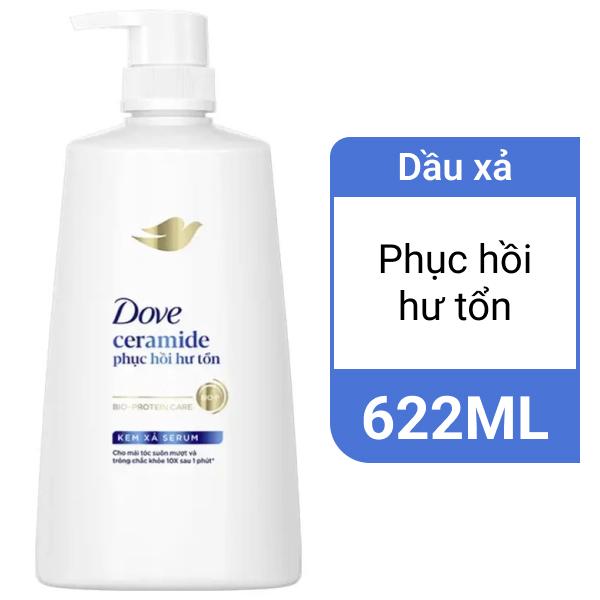 Dove
ceramide
phục hồi hư tổn
BIO-PROTEIN CARE
BIO-P
KEM XẢ SERUM
Cho mái tóc suôn mượt và
trông chắc khỏe 10X sau 1 phút*
Dầu xả
Phục hồi
hư tổn
622ML